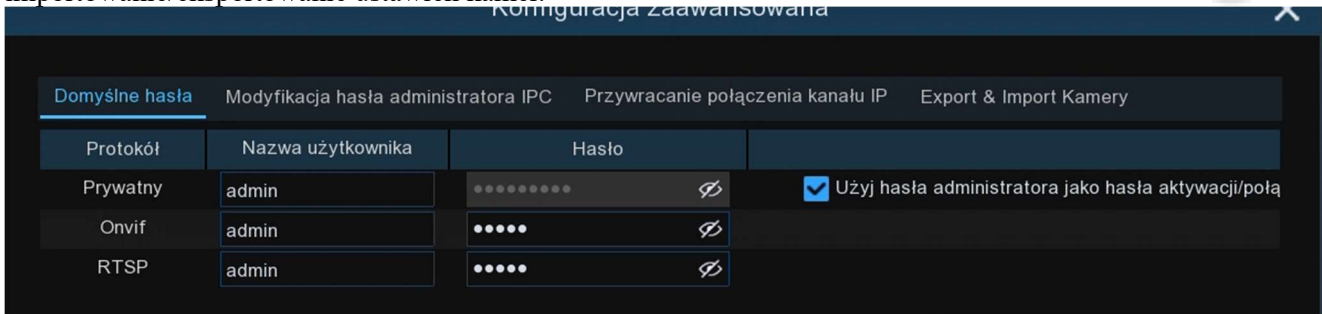 Konfiguracja zaawansowana
Domyślne hasła Modyfikacja hasła administratora IPC Przywracanie połączenia kanału IP Export & Import Kamery
Protokół Nazwa użytkownika Hasło
Prywatny admin ••••••••• Użyj hasła administratora jako hasła aktywacji/połą
Onvif admin •••••
RTSP admin •••••